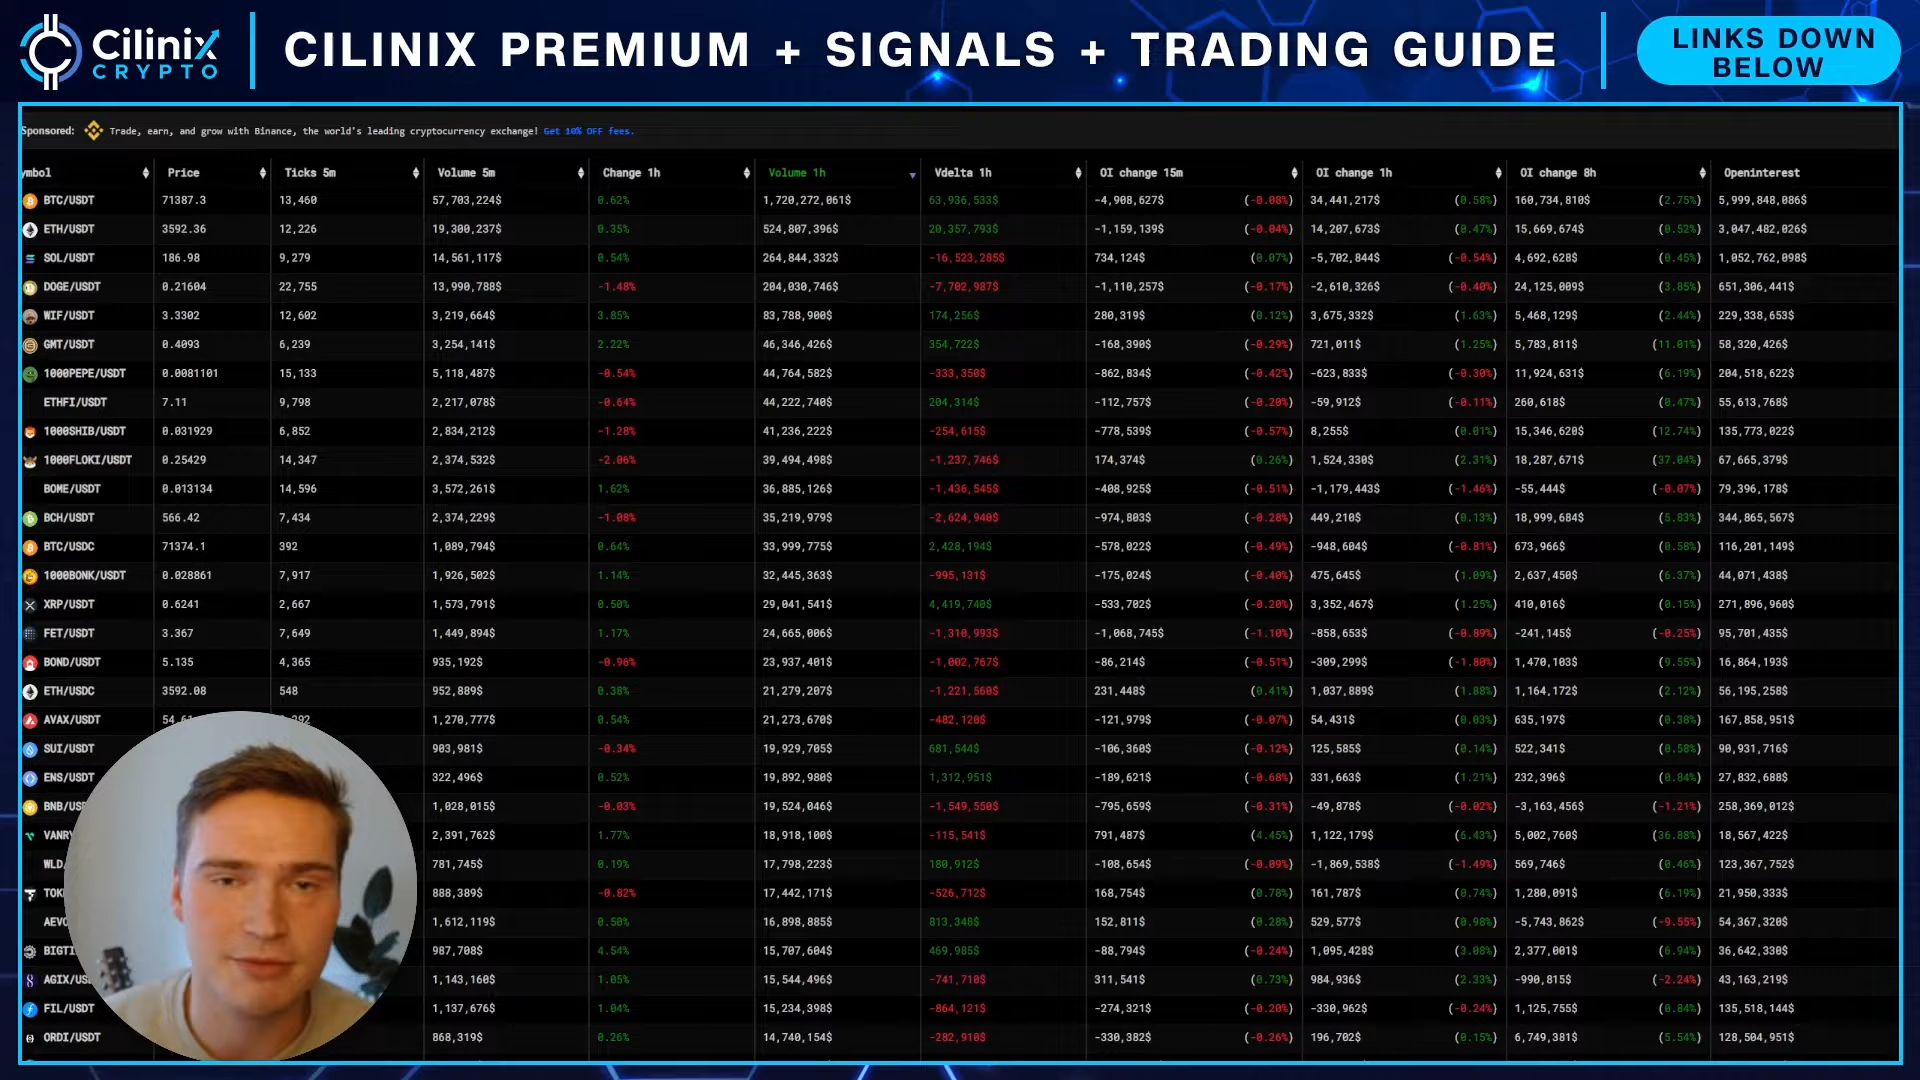 Cilinix
CRYPTO
CILINIX PREMIUM + SIGNALS + TRADING GUIDE
LINKS DOWN
BELOW
Sponsored: Trade, earn, and grow with Binance, the world's leading cryptocurrency exchange! Get 10% OFF fees.
ymbol Price Ticks 5m Volume 5m Change 1h Volume 1h Vdelta 1h OI change 15m OI change 1h OI change 8h Openinterest
BTC/USDT 71387.3 13,460 57,703,224$ 0.62% 1,720,272,061$ 63,936,533$ -4,908,627$ (-0.08%) 34,441,217$ (0.58%) 160,734,810$ (2.75%) 5,999,848,086$
ETH/USDT 3592.36 12,226 19,300,237$ 0.35% 524,807,396$ 20,357,793$ -1,159,139$ (-0.04%) 14,207,673$ (0.47%) 15,669,674$ (0.52%) 3,047,482,026$
SOL/USDT 186.98 9,279 14,561,117$ 0.54% 264,844,332$ -16,523,285$ 734,124$ (0.07%) -5,702,844$ (-0.54%) 4,692,628$ (0.45%) 1,052,762,098$
DOGE/USDT 0.21604 22,755 13,990,788$ -1.48% 204,030,746$ -7,702,987$ -1,110,257$ (-0.17%) -2,610,326$ (-0.40%) 24,125,009$ (3.85%) 651,306,441$
WIF/USDT 3.3302 12,602 3,219,664$ 3.85% 83,788,900$ 174,256$ 280,319$ (0.12%) 3,675,332$ (1.63%) 5,468,129$ (2.44%) 229,338,653$
GMT/USDT 0.4093 6,239 3,254,141$ 2.22% 46,346,426$ 354,722$ -168,390$ (-0.29%) 721,011$ (1.25%) 5,783,811$ (11.01%) 58,320,426$
1000PEPE/USDT 0.0081101 15,133 5,118,487$ -0.54% 44,764,582$ -333,350$ -862,834$ (-0.42%) -623,833$ (-0.30%) 11,924,631$ (6.19%) 204,518,622$
ETHFI/USDT 7.11 9,798 2,217,078$ -0.64% 44,222,740$ 204,314$ -112,757$ (-0.20%) -59,912$ (-0.11%) 260,618$ (0.47%) 55,613,768$
1000SHIB/USDT 0.031929 6,852 2,834,212$ -1.28% 41,236,222$ -254,615$ -778,539$ (-0.57%) 8,255$ (0.01%) 15,346,620$ (12.74%) 135,773,022$
1000FLOKI/USDT 0.25429 14,347 2,374,532$ -2.06% 39,494,498$ -1,237,746$ 174,374$ (0.26%) 1,524,330$ (2.31%) 18,287,671$ (37.04%) 67,665,379$
BOME/USDT 0.013134 14,596 3,572,261$ 1.62% 36,885,126$ -1,436,545$ -408,925$ (-0.51%) -1,179,443$ (-1.46%) -55,444$ (-0.07%) 79,396,178$
BCH/USDT 566.42 7,434 2,374,229$ -1.08% 35,219,979$ -2,624,940$ -974,803$ (-0.28%) 449,210$ (0.13%) 18,999,684$ (5.83%) 344,865,567$
BTC/USDC 71374.1 392 1,089,794$ 0.64% 33,999,775$ 2,428,194$ -578,022$ (-0.49%) -948,604$ (-0.81%) 673,966$ (0.58%) 116,201,149$
1000BONK/USDT 0.028861 7,917 1,926,502$ 1.14% 32,445,363$ -995,131$ -175,024$ (-0.40%) 475,645$ (1.09%) 2,637,450$ (6.37%) 44,071,438$
XRP/USDT 0.6241 2,667 1,573,791$ 0.50% 29,041,541$ 4,419,740$ -533,702$ (-0.20%) 3,352,467$ (1.25%) 410,016$ (0.15%) 271,896,960$
FET/USDT 3.367 7,649 1,449,894$ 1.17% 24,665,006$ -1,310,993$ -1,068,745$ (-1.10%) -858,653$ (-0.89%) -241,145$ (-0.25%) 95,701,435$
BOND/USDT 5.135 4,365 935,192$ -0.96% 23,937,401$ -1,002,767$ -86,214$ (-0.51%) -309,299$ (-1.80%) 1,470,103$ (9.55%) 16,864,193$
ETH/USDC 3592.08 548 952,889$ 0.38% 21,279,207$ -1,221,560$ 231,448$ (0.41%) 1,037,889$ (1.88%) 1,164,172$ (2.12%) 56,195,258$
AVAX/USDT 1,270,777$ 0.54% 21,273,670$ -482,120$ -121,979$ (-0.07%) 54,431$ (0.03%) 635,197$ (0.38%) 167,858,951$
SUI/USDT 903,981$ -0.34% 19,929,705$ 681,544$ -106,360$ (-0.12%) 125,585$ (0.14%) 522,341$ (0.58%) 90,931,716$
ENS/USDT 322,496$ 0.52% 19,892,980$ 1,312,951$ -189,621$ (-0.68%) 331,663$ (1.21%) 232,396$ (0.84%) 27,832,688$
BNB/USD 1,028,015$ -0.03% 19,524,046$ -1,549,550$ -795,659$ (-0.31%) -49,878$ (-0.02%) -3,163,456$ (-1.21%) 258,369,012$
VANRY 2,391,762$ 1.77% 18,918,100$ -115,541$ 791,487$ (4.45%) 1,122,179$ (6.43%) 5,002,760$ (36.88%) 18,567,422$
WLD/ 781,745$ 0.19% 17,798,223$ 180,912$ -108,654$ (-0.09%) -1,869,538$ (-1.49%) 569,746$ (0.46%) 123,367,752$
TOK 888,389$ -0.82% 17,442,171$ -526,712$ 168,754$ (0.78%) 161,787$ (0.74%) 1,280,091$ (6.19%) 21,950,333$
AEVO 1,612,119$ 0.50% 16,898,885$ 813,348$ 152,811$ (0.28%) 529,577$ (0.98%) -5,743,862$ (-9.55%) 54,367,320$
BIGTI 987,708$ 4.54% 15,707,604$ 469,985$ -88,794$ (-0.24%) 1,095,428$ (3.08%) 2,377,001$ (6.94%) 36,642,330$
AGIX/US 1,143,160$ 1.05% 15,544,496$ -741,710$ 311,541$ (0.73%) 984,936$ (2.33%) -990,815$ (-2.24%) 43,163,219$
FIL/USDT 1,137,676$ 1.04% 15,234,398$ -864,121$ -274,321$ (-0.20%) -330,962$ (-0.24%) 1,125,755$ (0.84%) 135,518,144$
ORDI/USDT 868,319$ 0.26% 14,740,154$ -282,910$ -330,382$ (-0.26%) 196,702$ (0.15%) 6,749,381$ (5.54%) 128,504,951$